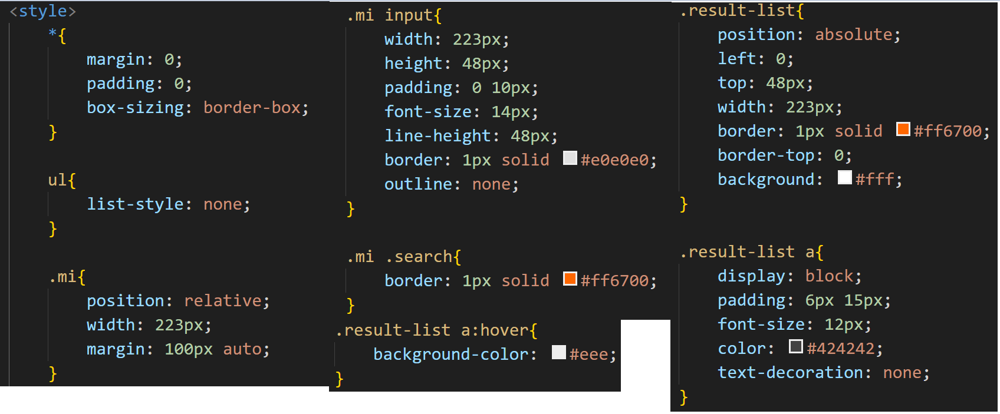 <style>
*{
margin: 0;
padding: 0;
box-sizing: border-box;
}
ul{
list-style: none;
}
.mi{
position: relative;
width: 223px;
margin: 100px auto;
}
.mi input{
width: 223px;
height: 48px;
padding: 0 10px;
font-size: 14px;
line-height: 48px;
border: 1px solid #e0e0e0;
outline: none;
}
.mi .search{
border: 1px solid #ff6700;
}
.result-list a:hover{
background-color: #eee;
}
.result-list{
position: absolute;
left: 0;
top: 48px;
width: 223px;
border: 1px solid #ff6700;
border-top: 0;
background: #fff;
}
.result-list a{
display: block;
padding: 6px 15px;
font-size: 12px;
color: #424242;
text-decoration: none;
}